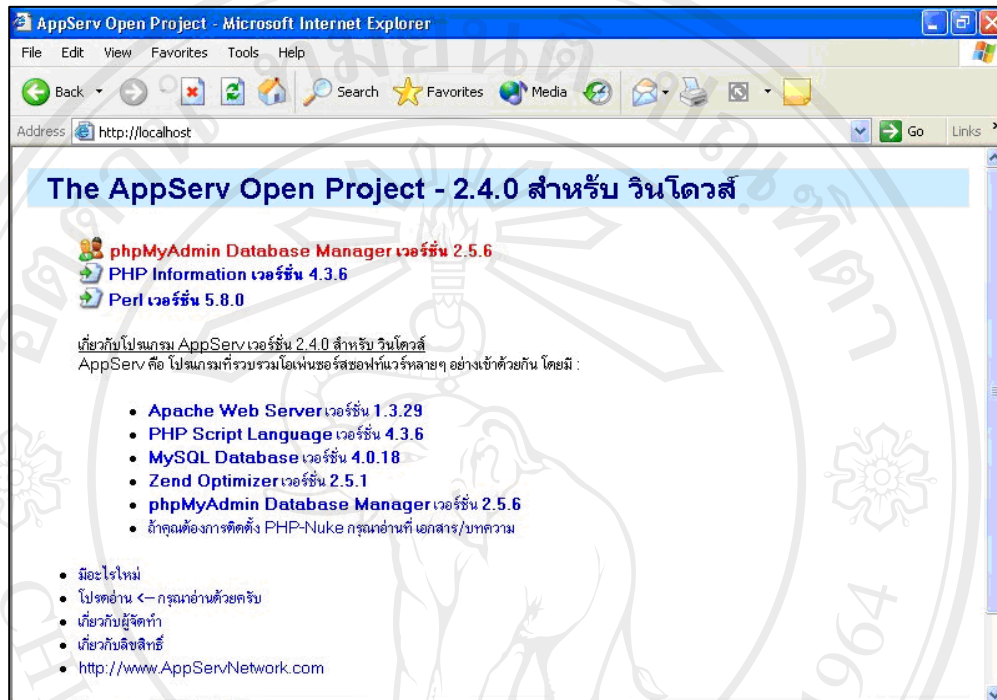 AppServ Open Project - Microsoft Internet Explorer
File Edit View Favorites Tools Help
Back Search Favorites Media
Address http://localhost Go Links
The AppServ Open Project - 2.4.0 สำหรับ วินโดวส์
phpMyAdmin Database Manager เวอร์ชั่น 2.5.6
PHP Information เวอร์ชั่น 4.3.6
Perl เวอร์ชั่น 5.8.0
เกี่ยวกับโปรแกรม AppServ เวอร์ชั่น 2.4.0 สำหรับ วินโดวส์
AppServ คือ โปรแกรมที่รวบรวมโอเพ่นซอร์สซอฟท์แวร์หลายๆ อย่างเข้าด้วยกัน โดยมี :
Apache Web Server เวอร์ชั่น 1.3.29
PHP Script Language เวอร์ชั่น 4.3.6
MySQL Database เวอร์ชั่น 4.0.18
Zend Optimizer เวอร์ชั่น 2.5.1
phpMyAdmin Database Manager เวอร์ชั่น 2.5.6
ถ้าคุณต้องการติดตั้ง PHP-Nuke กรุณาอ่านที่ เอกสาร/บทความ
มีอะไรใหม่
โปรดอ่าน <-- กรุณาอ่านด้วยครับ
เกี่ยวกับผู้จัดทำ
เกี่ยวกับลิขสิทธิ์
http://www.AppServNetwork.com
1964